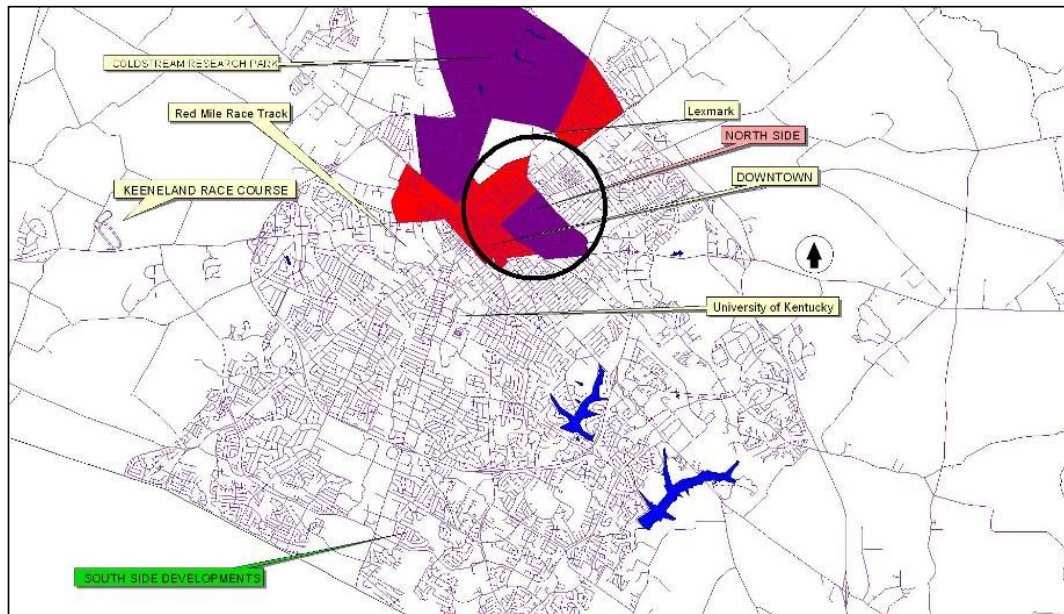 COLDSTREAM RESEARCH PARK
Lexmark
Red Mile Race Track
NORTH SIDE
KEENELAND RACE COURSE
DOWNTOWN
University of Kentucky
SOUTH SIDE DEVELOPMENTS